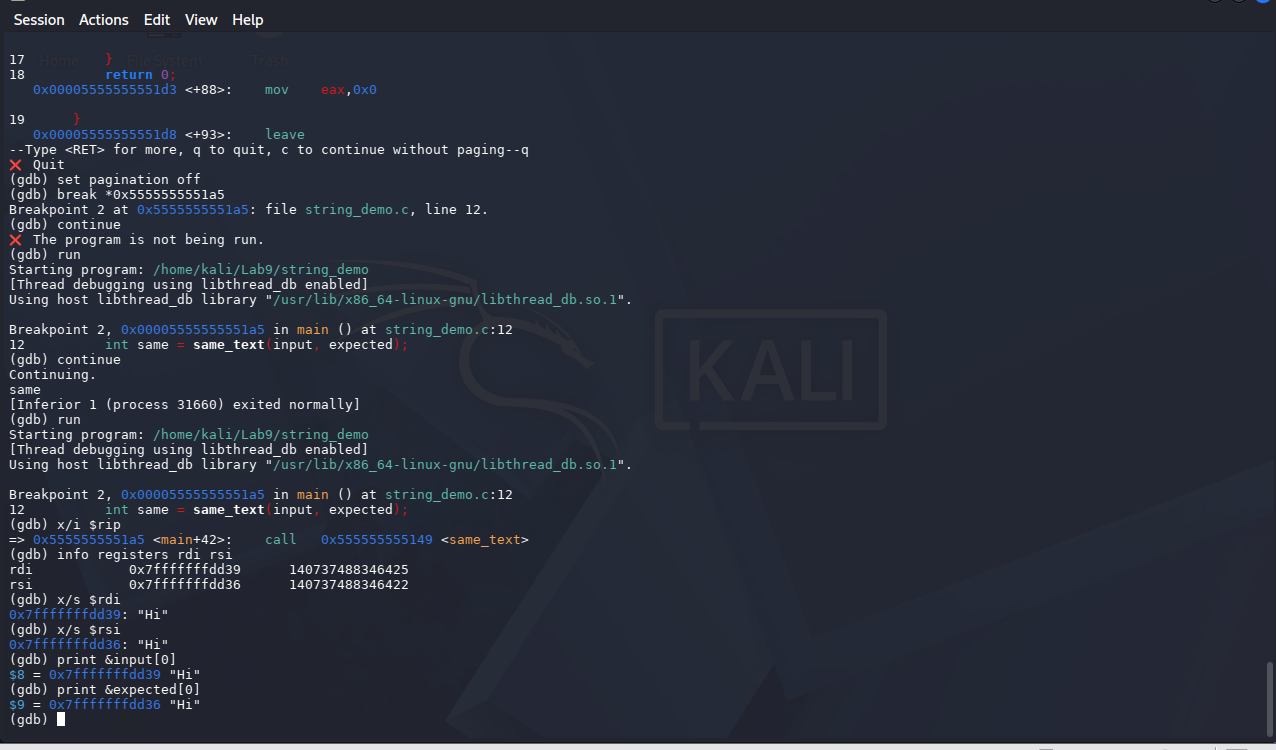 Session Actions Edit View Help
Home File System Trash
17 }
18 return 0;
0x00005555555551d3 <+88>: mov eax,0x0
19 }
0x00005555555551d8 <+93>: leave
--Type <RET> for more, q to quit, c to continue without paging--q
❌ Quit
(gdb) set pagination off
(gdb) break *0x5555555551a5
Breakpoint 2 at 0x5555555551a5: file string_demo.c, line 12.
(gdb) continue
❌ The program is not being run.
(gdb) run
Starting program: /home/kali/Lab9/string_demo
[Thread debugging using libthread_db enabled]
Using host libthread_db library "/usr/lib/x86_64-linux-gnu/libthread_db.so.1".
Breakpoint 2, 0x00005555555551a5 in main () at string_demo.c:12
12 int same = same_text(input, expected);
(gdb) continue
Continuing.
same
[Inferior 1 (process 31660) exited normally]
(gdb) run
Starting program: /home/kali/Lab9/string_demo
[Thread debugging using libthread_db enabled]
Using host libthread_db library "/usr/lib/x86_64-linux-gnu/libthread_db.so.1".
Breakpoint 2, 0x00005555555551a5 in main () at string_demo.c:12
12 int same = same_text(input, expected);
(gdb) x/i $rip
=> 0x5555555551a5 <main+42>: call 0x555555555149 <same_text>
(gdb) info registers rdi rsi
rdi 0x7fffffffdd39 140737488346425
rsi 0x7fffffffdd36 140737488346422
(gdb) x/s $rdi
0x7fffffffdd39: "Hi"
(gdb) x/s $rsi
0x7fffffffdd36: "Hi"
(gdb) print &input[0]
$8 = 0x7fffffffdd39 "Hi"
(gdb) print &expected[0]
$9 = 0x7fffffffdd36 "Hi"
(gdb)
KALI